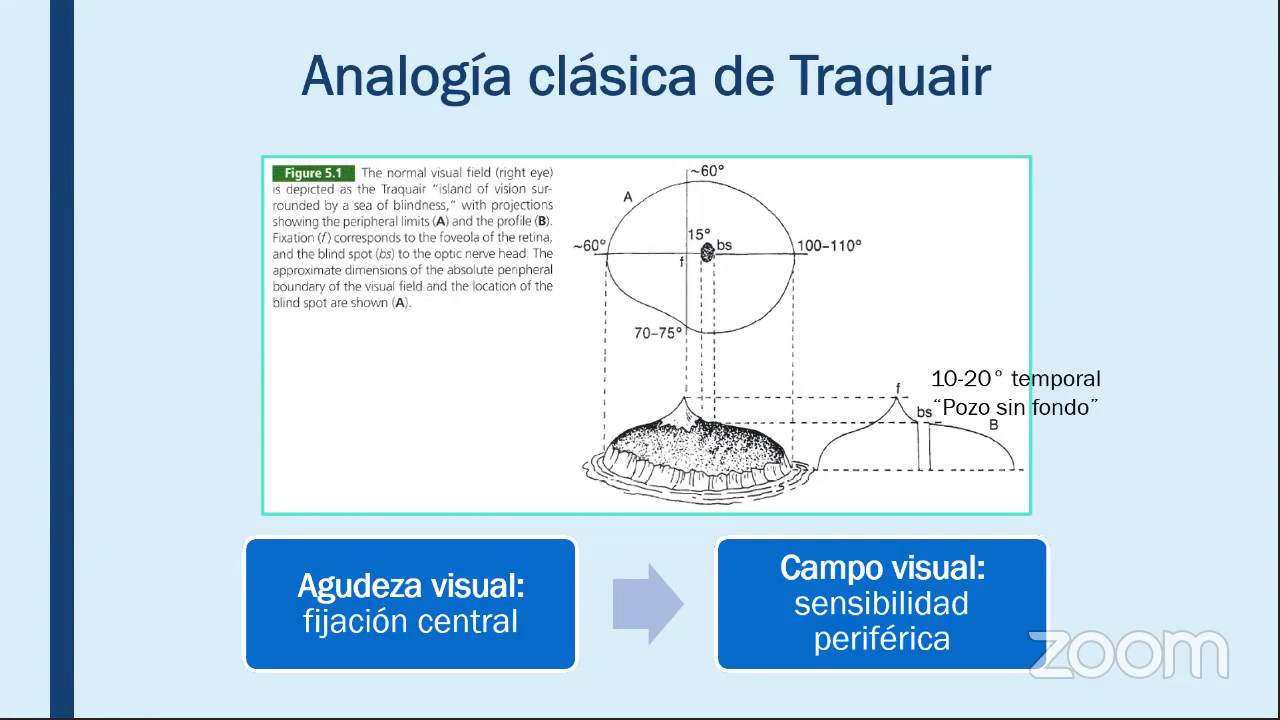 Analogía clásica de Traquair
Figure 5.1 The normal visual field (right eye)
is depicted as the Traquair "island of vision sur-
rounded by a sea of blindness," with projections
showing the peripheral limits (A) and the profile (B).
Fixation (f) corresponds to the foveola of the retina,
and the blind spot (bs) to the optic nerve head. The
approximate dimensions of the absolute peripheral
boundary of the visual field and the location of the
blind spot are shown (A).
~60°
A
15°
bs
~60°
100–110°
f
70–75°
10-20° temporal
"Pozo sin fondo"
f
bs
B
Agudeza visual:
fijación central
Campo visual:
sensibilidad
periférica
zoom